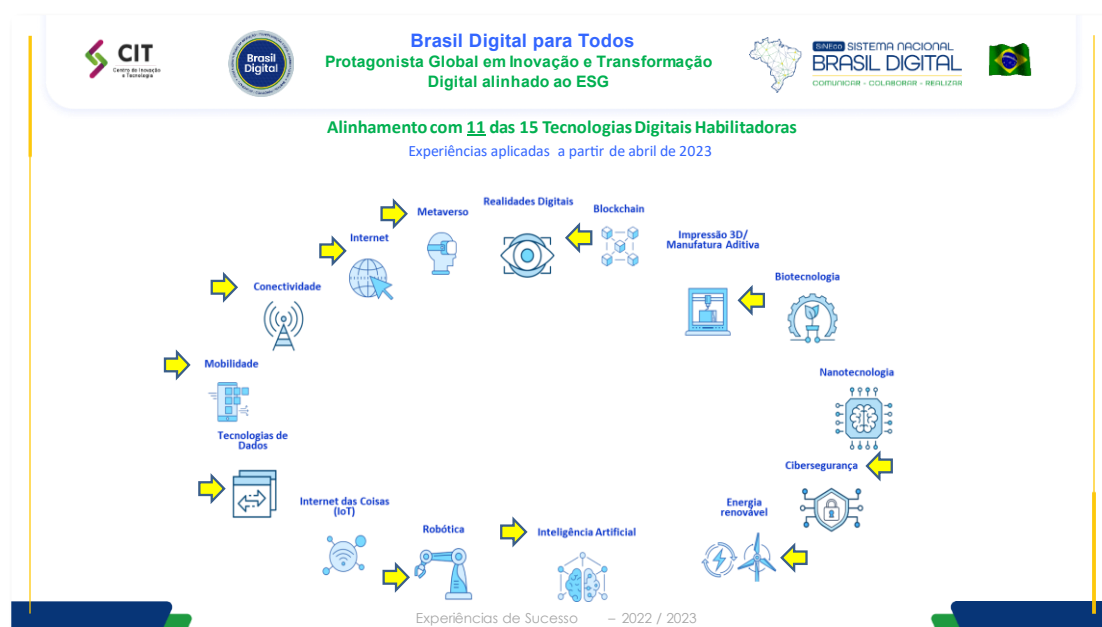 CIT
Centro de Inovação
e Tecnologia
Brasil
Digital
Brasil Digital para Todos
Protagonista Global em Inovação e Transformação
Digital alinhado ao ESG
SINECO SISTEMA NACIONAL
BRASIL DIGITAL
COMUNICAR - COLABORAR - REALIZAR
Alinhamento com 11 das 15 Tecnologias Digitais Habilitadoras
Experiências aplicadas a partir de abril de 2023
Metaverso
Realidades Digitais
Blockchain
Internet
Impressão 3D/
Manufatura Aditiva
Conectividade
Biotecnologia
Mobilidade
Nanotecnologia
Tecnologias de
Dados
Cibersegurança
Internet das Coisas
(IoT)
Energia
renovável
Robótica
Inteligência Artificial
Experiências de Sucesso – 2022 / 2023